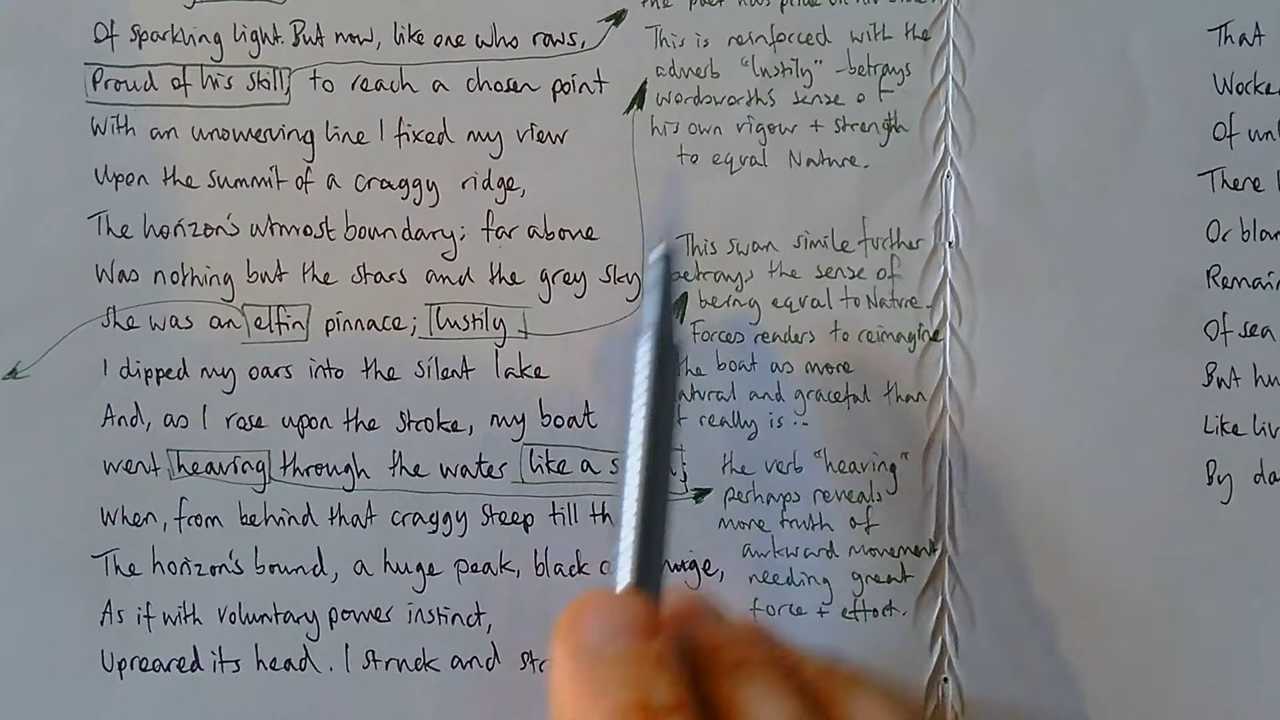 Of sparkling light. But now, like one who rows,
Proud of his skill, to reach a chosen point
With an unswerving line I fixed my view
Upon the summit of a craggy ridge,
The horizon's utmost boundary; far above
Was nothing but the stars and the grey sky
She was an elfin pinnace; lustily
I dipped my oars into the silent lake
And, as I rose upon the stroke, my boat
went heaving through the water like a s
When, from behind that craggy steep till th
The horizon's bound, a huge peak, black
As if with voluntary power instinct,
Upreared its head. I struck and str
This is reinforced with the
adverb "lustily" - betrays
Wordsworth's sense of
his own vigour + strength
to equal Nature.
This swan simile further
betrays the sense of
being equal to Nature.
Forces renders to reimagine
the boat as more
natural and graceful than
it really is...
the verb "heaving"
perhaps reveals
more truth of
awkward movement
needing great
force + effort.
That
Worke
Of un
There
Or blan
Remain
Of sea
But hu
Like liv
By da